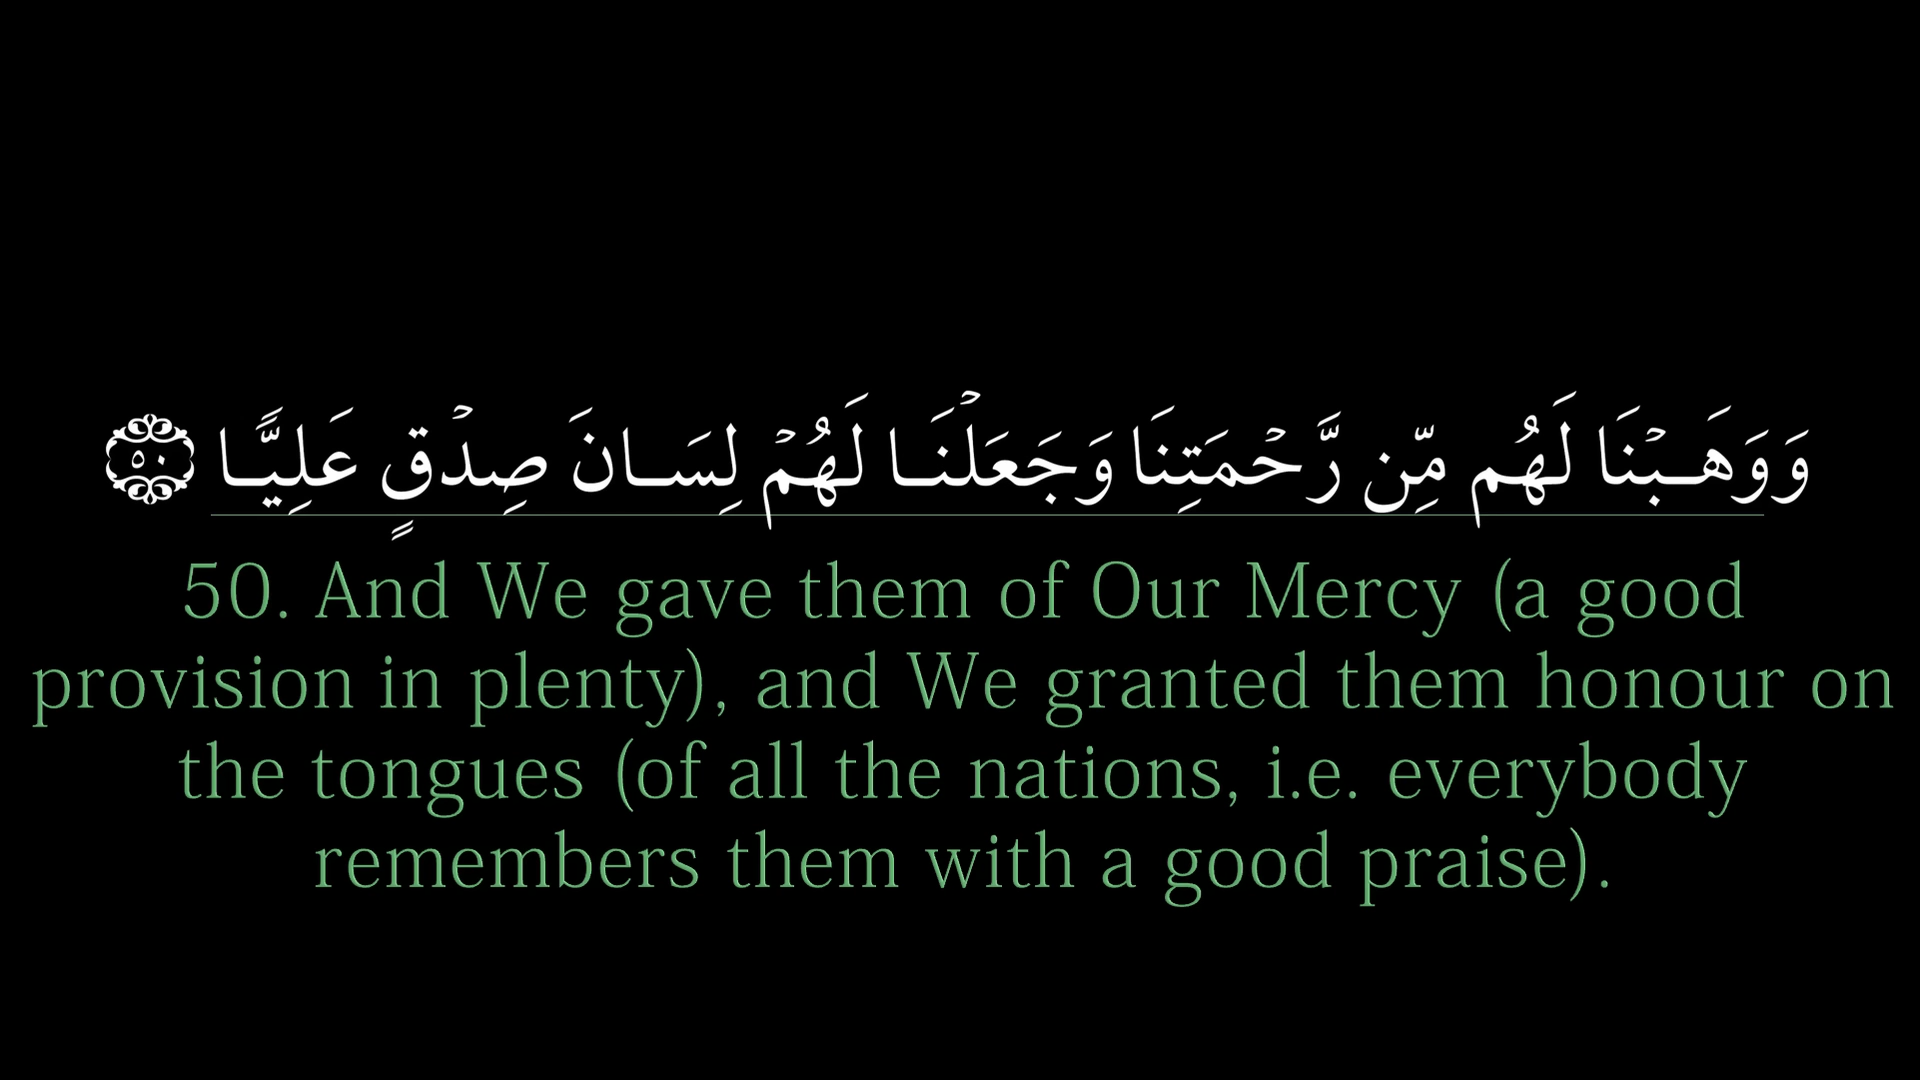 وَوَهَبْنَا لَهُم مِّن رَّحْمَتِنَا وَجَعَلْنَا لَهُمْ لِسَانَ صِدْقٍ عَلِيًّا ٥٠
50. And We gave them of Our Mercy (a good
provision in plenty), and We granted them honour on
the tongues (of all the nations, i.e. everybody
remembers them with a good praise).